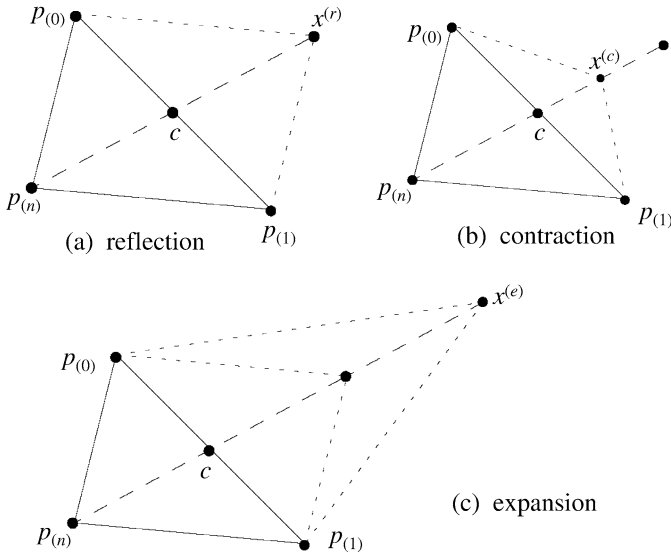 p(0)
x(r)
c
p(n)
p(1)
(a) reflection
p(0)
x(c)
c
p(n)
p(1)
(b) contraction
x(e)
p(0)
c
(c) expansion
p(n)
p(1)